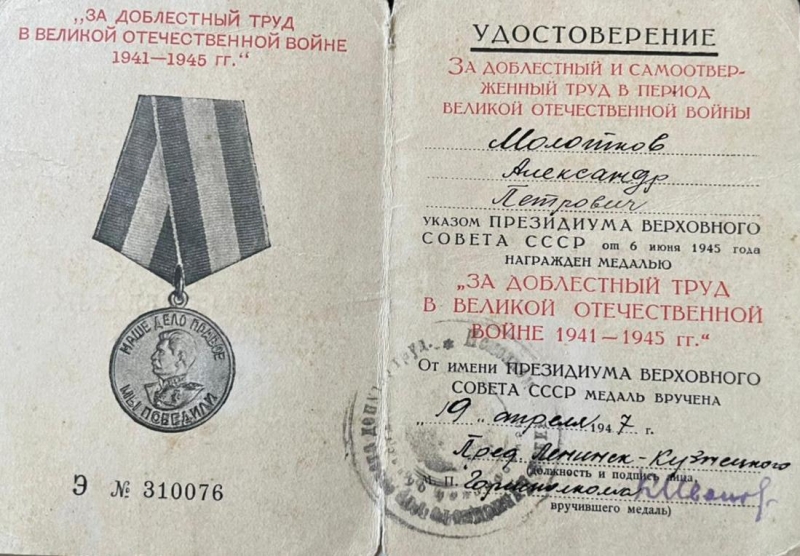 „ЗА ДОБЛЕСТНЫЙ ТРУД
В ВЕЛИКОЙ ОТЕЧЕСТВЕННОЙ ВОЙНЕ
1941—1945 гг."
НАШЕ ДЕЛО ПРАВОЕ
МЫ ПОБЕДИЛИ
Э № 310076
УДОСТОВЕРЕНИЕ
ЗА ДОБЛЕСТНЫЙ И САМООТВЕР-
ЖЕННЫЙ ТРУД В ПЕРИОД
ВЕЛИКОЙ ОТЕЧЕСТВЕННОЙ ВОЙНЫ
Молотков
Александр
Петрович
УКАЗОМ ПРЕЗИДИУМА ВЕРХОВНОГО
СОВЕТА СССР от 6 июня 1945 года
НАГРАЖДЕН МЕДАЛЬЮ
„ЗА ДОБЛЕСТНЫЙ ТРУД
В ВЕЛИКОЙ ОТЕЧЕСТВЕННОЙ
ВОЙНЕ 1941—1945 гг."
От имени ПРЕЗИДИУМА ВЕРХОВНОГО
СОВЕТА СССР МЕДАЛЬ ВРУЧЕНА
„19" апреля 1947 г.
Пред. Ленинск-Кузнецкого
(должность и подпись лица,
М. П. Горисполкома
вручившего медаль)